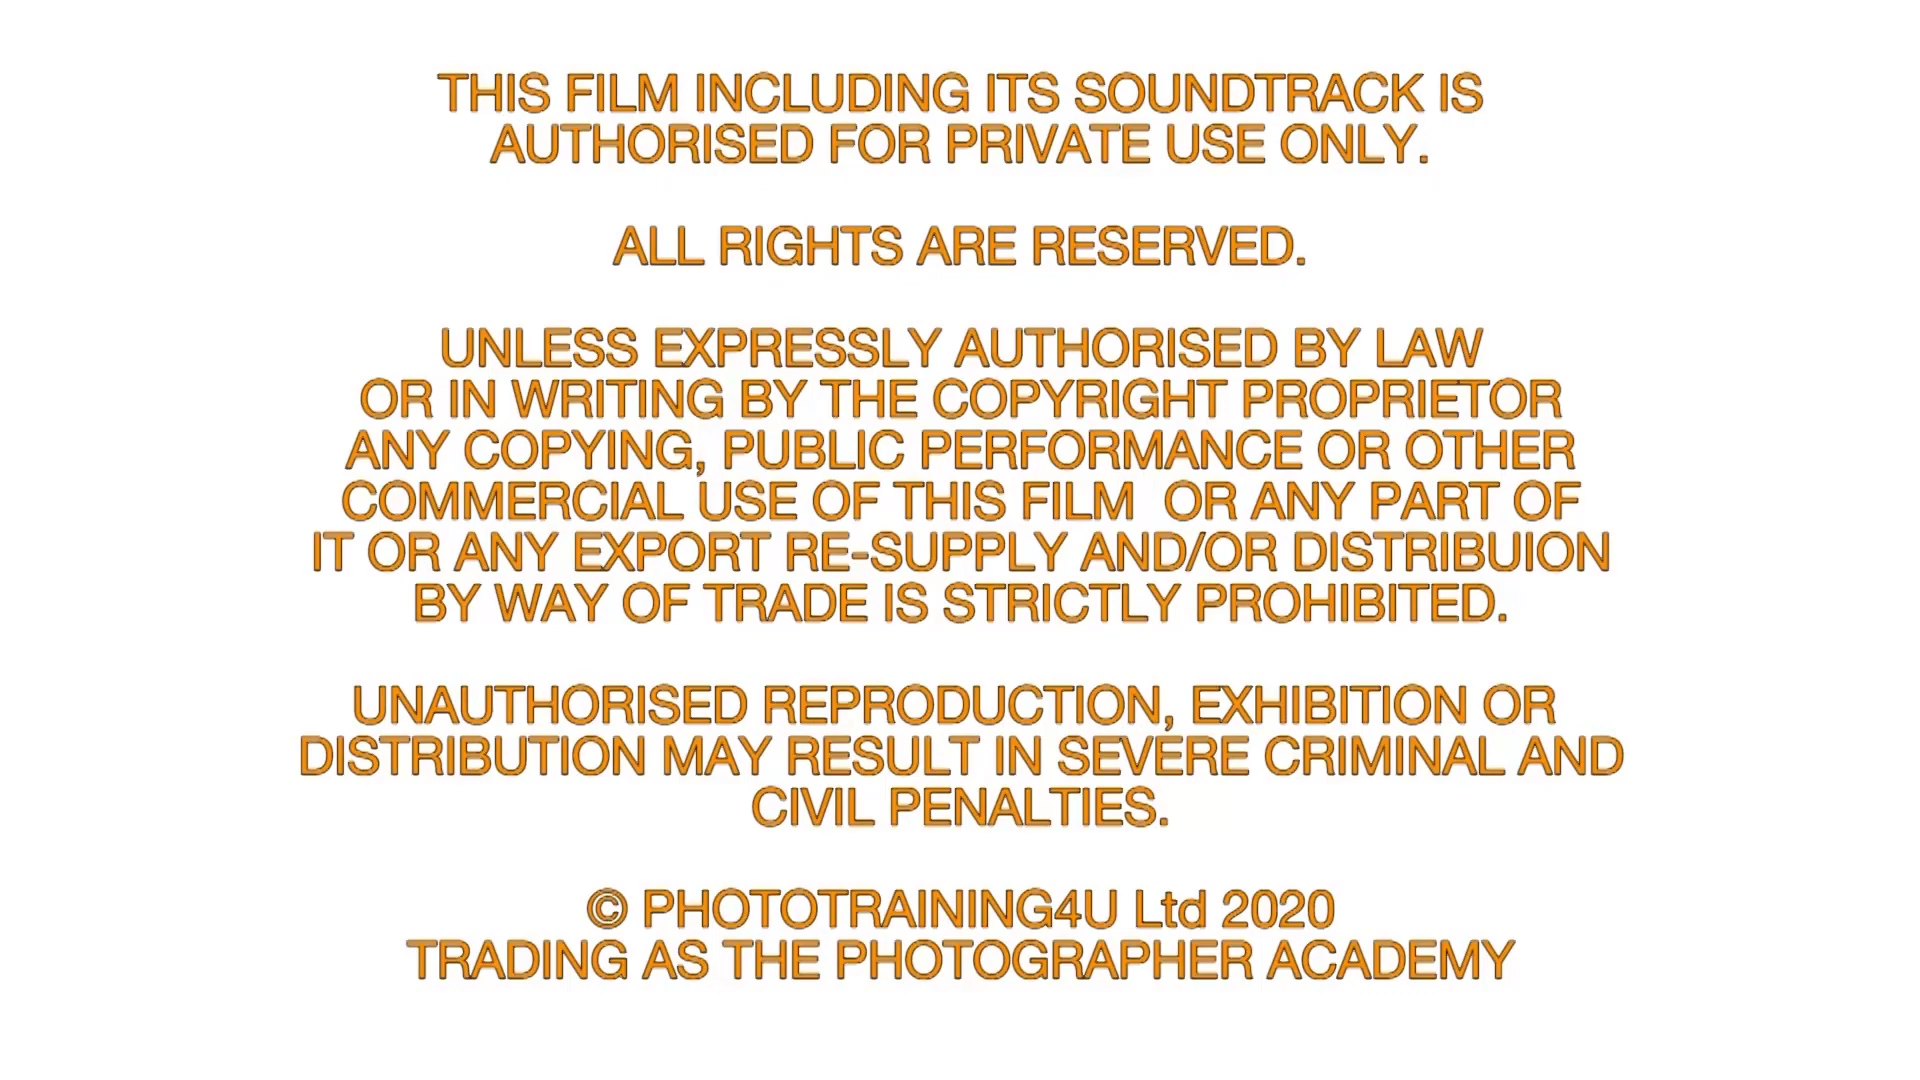 THIS FILM INCLUDING ITS SOUNDTRACK IS
AUTHORISED FOR PRIVATE USE ONLY.
ALL RIGHTS ARE RESERVED.
UNLESS EXPRESSLY AUTHORISED BY LAW
OR IN WRITING BY THE COPYRIGHT PROPRIETOR
ANY COPYING, PUBLIC PERFORMANCE OR OTHER
COMMERCIAL USE OF THIS FILM  OR ANY PART OF
IT OR ANY EXPORT RE-SUPPLY AND/OR DISTRIBUION
BY WAY OF TRADE IS STRICTLY PROHIBITED.
UNAUTHORISED REPRODUCTION, EXHIBITION OR
DISTRIBUTION MAY RESULT IN SEVERE CRIMINAL AND
CIVIL PENALTIES.
© PHOTOTRAINING4U Ltd 2020
TRADING AS THE PHOTOGRAPHER ACADEMY